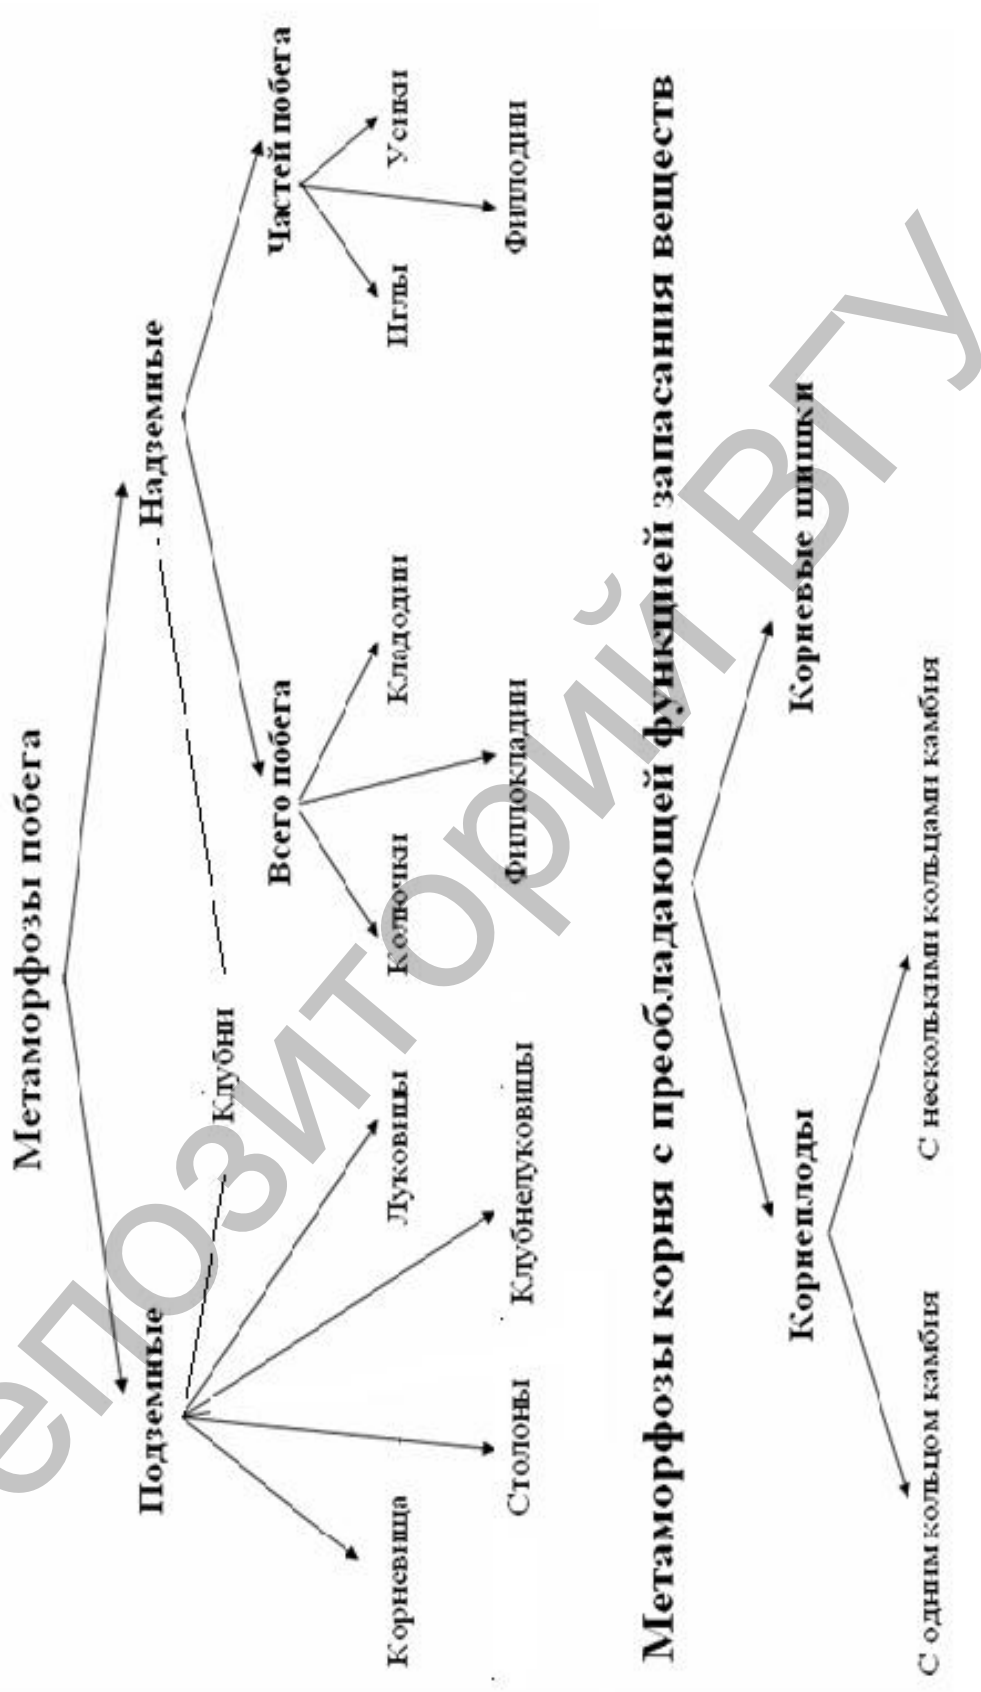 Метаморфозы побега
Подземные
Надземные
Клубни
Всего побега
Частей побега
Корневища
Луковицы
Колючки
Кладодии
Иглы
Усики
Столоны
Клубнелуковицы
Филлокладии
Филлодии
Метаморфозы корня с преобладающей функцией запасания веществ
Корнеплоды
Корневые шишки
С одним кольцом камбия
С несколькими кольцами камбия
епозиторий ВГУ